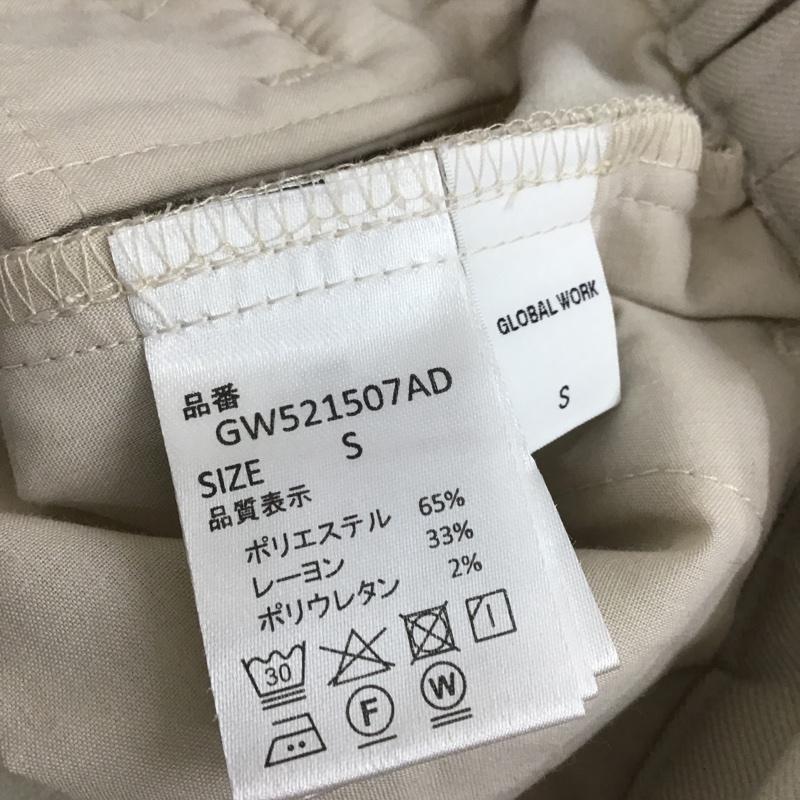 品番
GW521507AD
SIZE S
品質表示
ポリエステル 65%
レーヨン 33%
ポリウレタン 2%
30
F
W
GLOBAL WORK
S